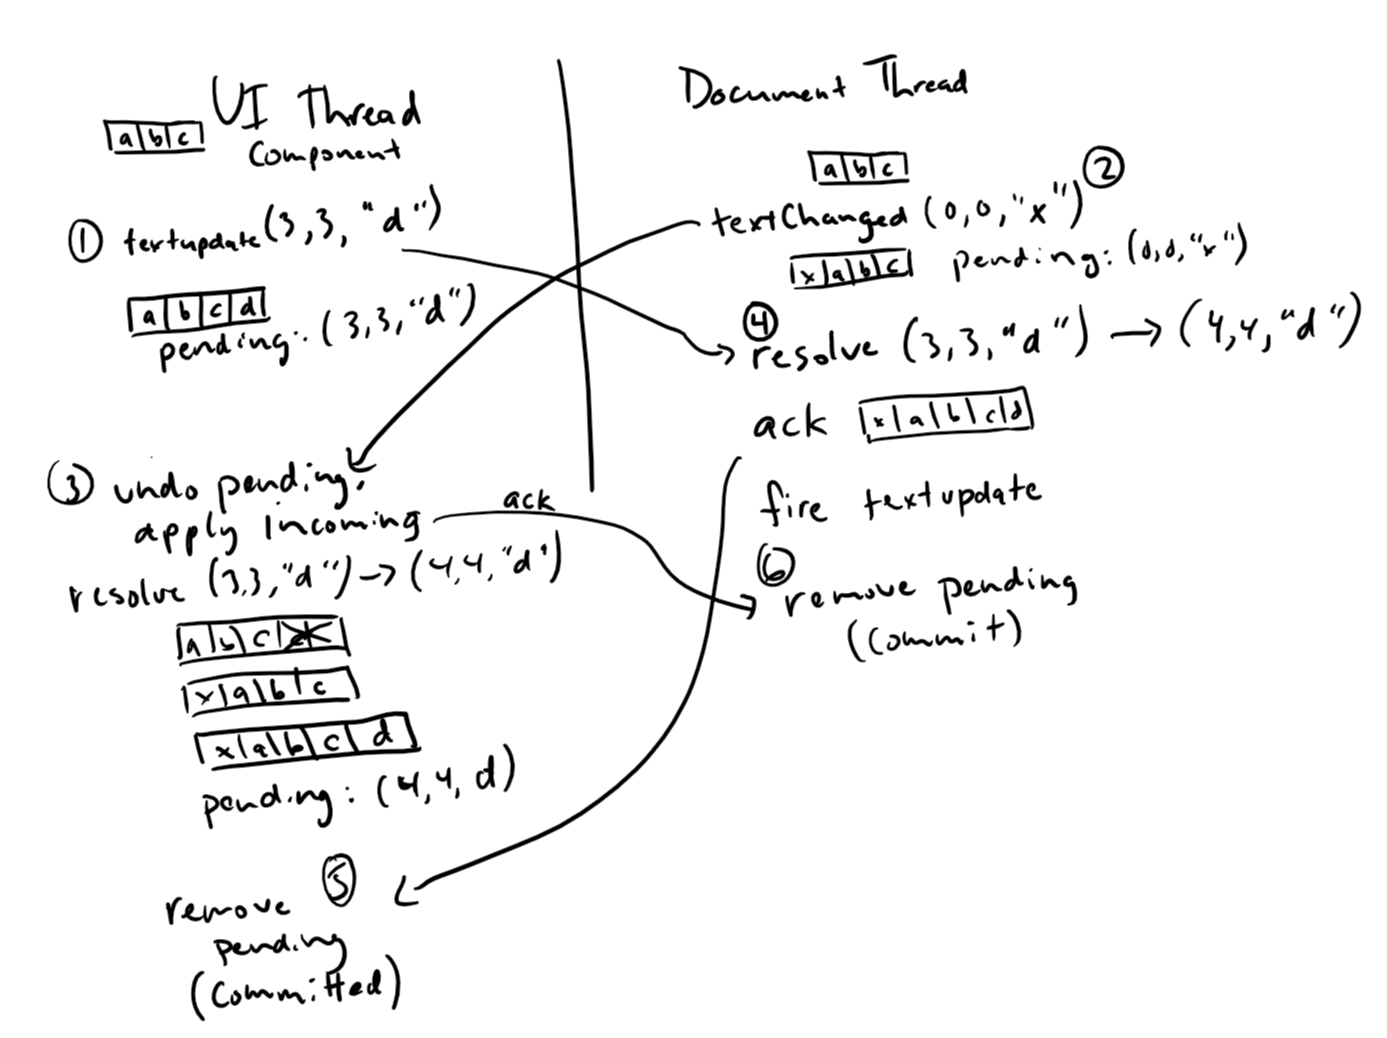 UI Thread
Component
a b c
① textupdate (3,3, "d")
a b c d
pending: (3,3, "d")
③ undo pending,
apply incoming
ack
resolve (3,3,"d") → (4,4,"d")
a b c
x a b c
x a b c d
pending: (4,4, d)
⑤
remove
pending
(Committed)
Document Thread
a b c
textChanged (0,0,"x") ②
x a b c pending: (0,0,"x")
④
resolve (3,3,"d") → (4,4,"d")
ack x a b c d
fire textupdate
⑥
remove pending
(Commit)